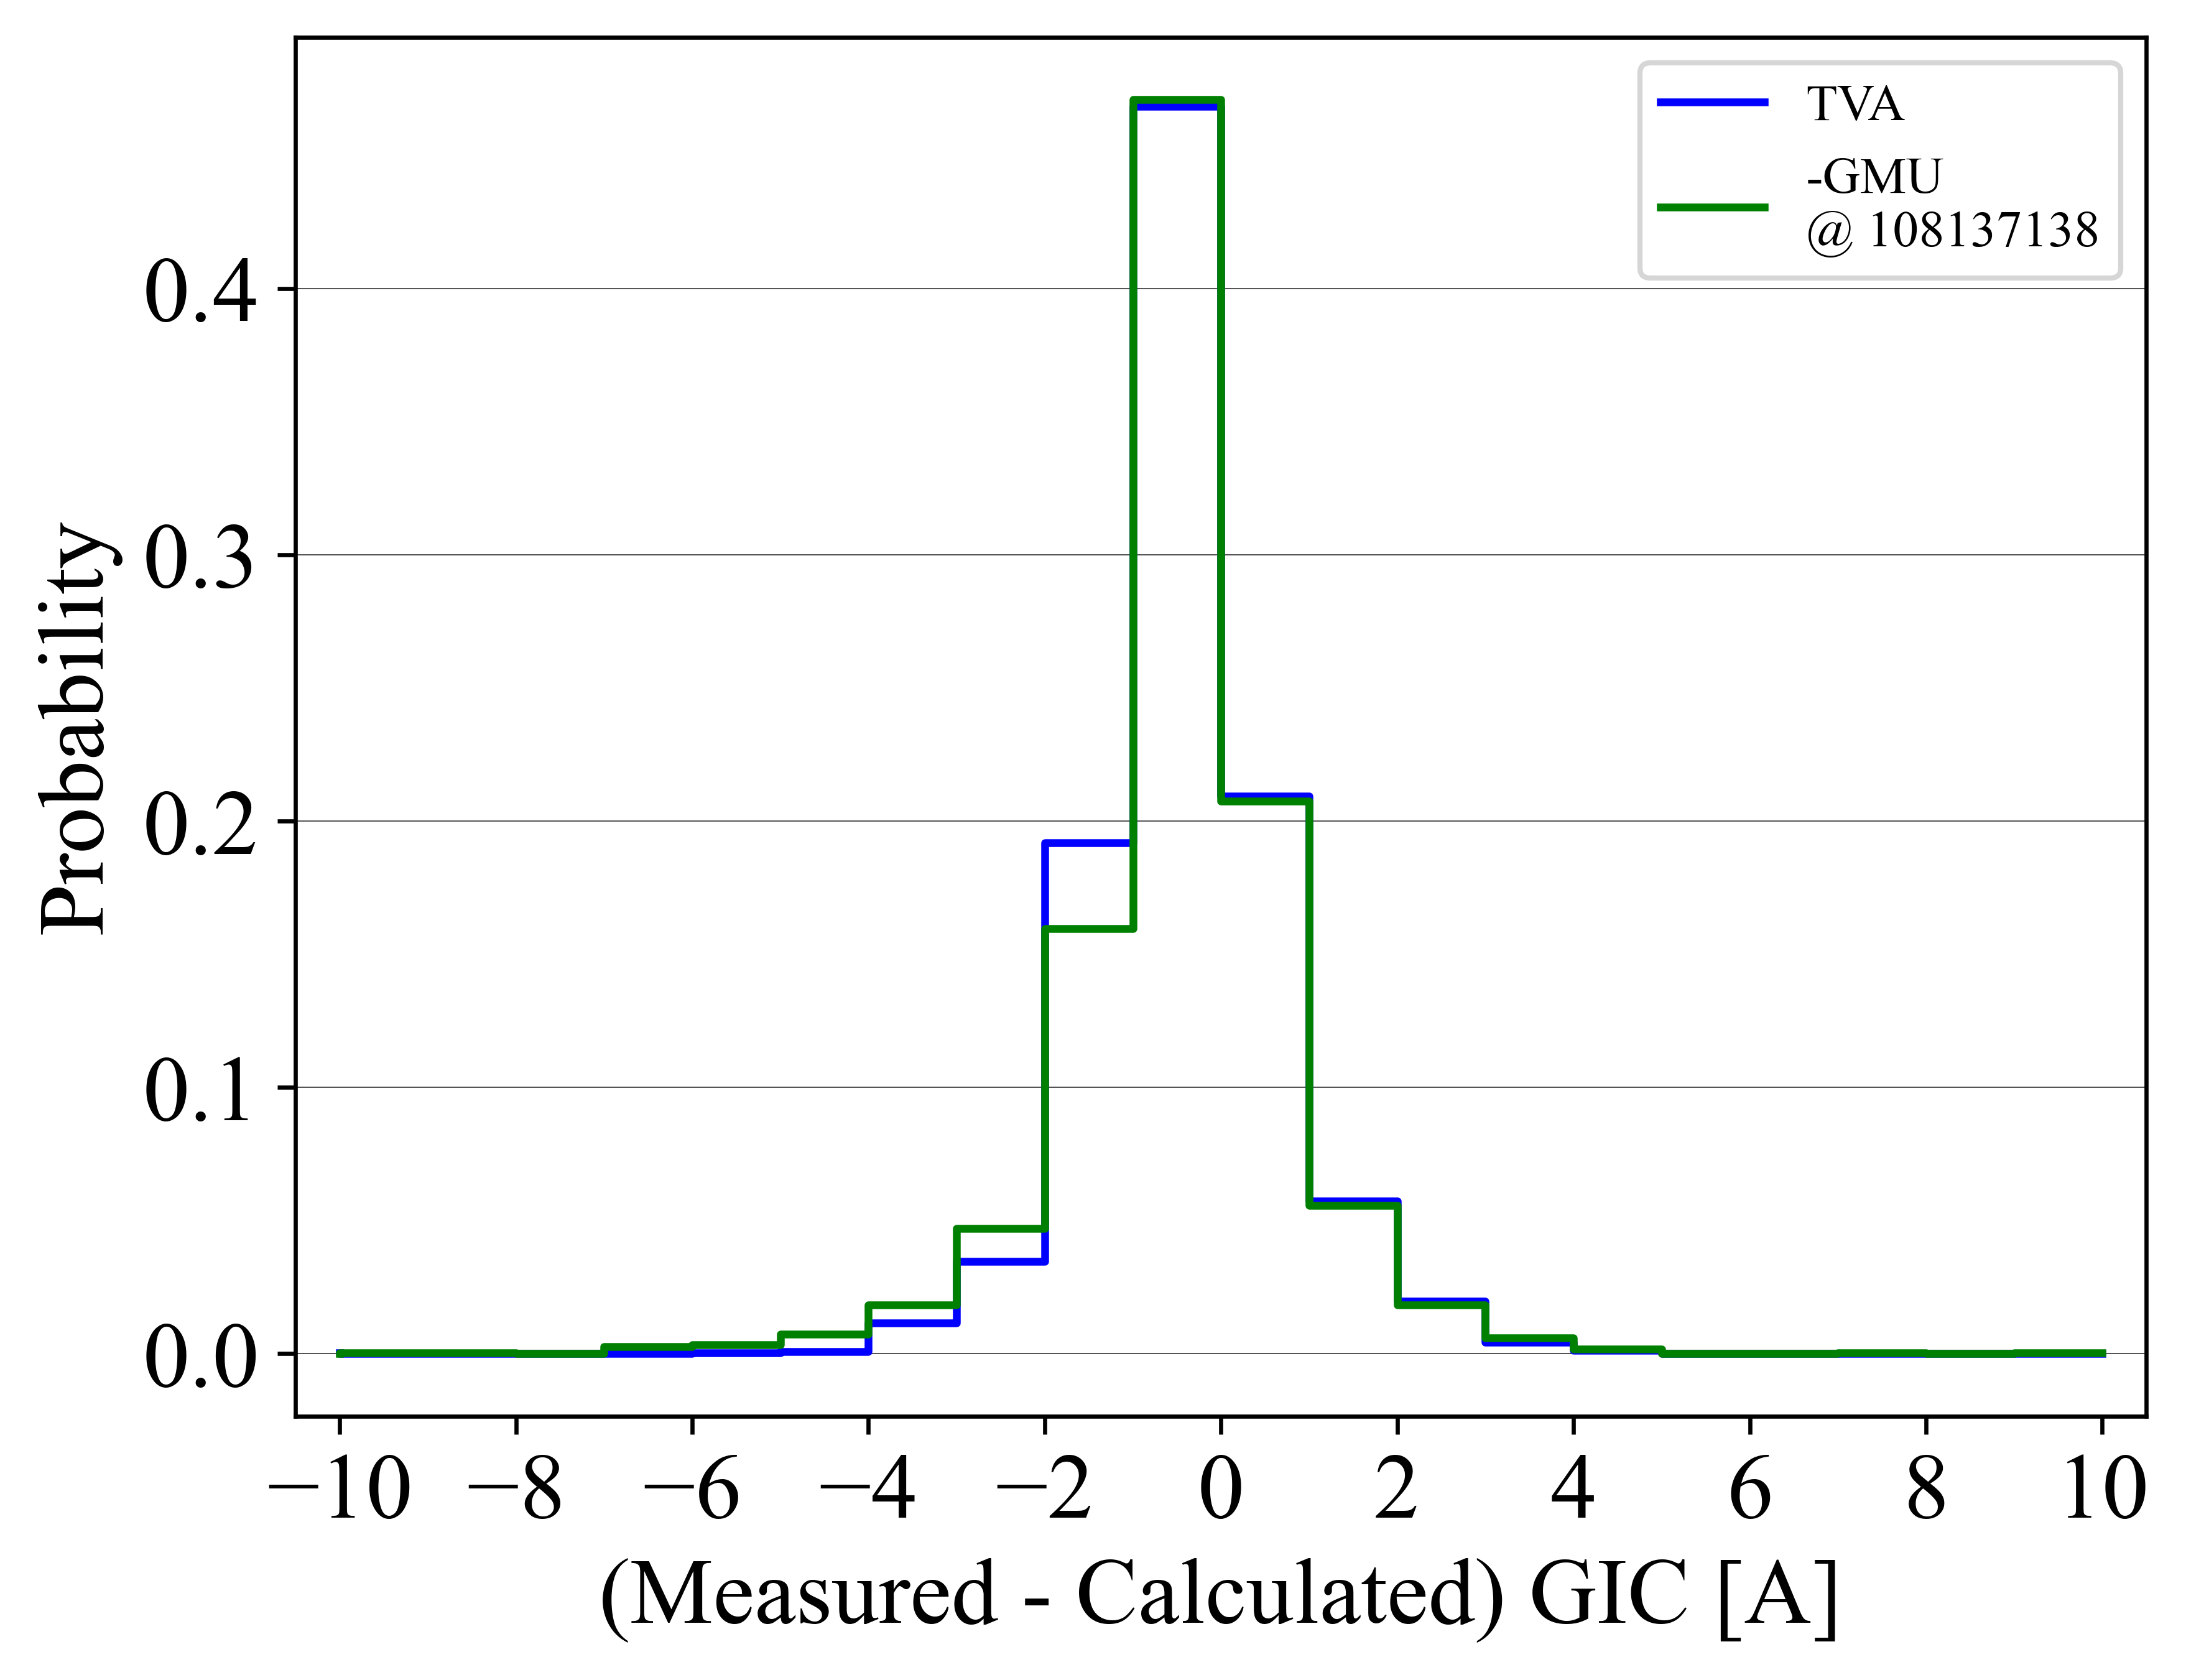 TVA
-GMU
@ 108137138
0.4
0.3
0.2
0.1
0.0
Probability
−10 −8 −6 −4 −2 0 2 4 6 8 10
(Measured - Calculated) GIC [A]